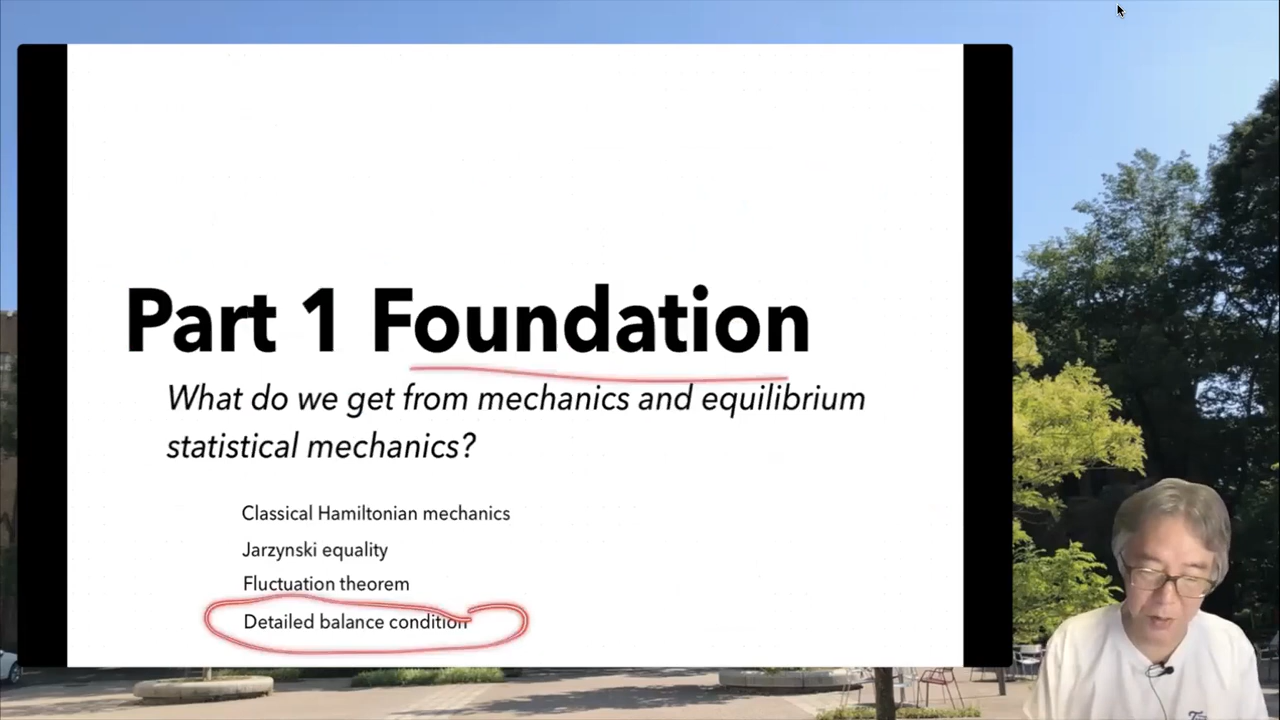 Part 1 Foundation
What do we get from mechanics and equilibrium
statistical mechanics?
Classical Hamiltonian mechanics
Jarzynski equality
Fluctuation theorem
Detailed balance condition